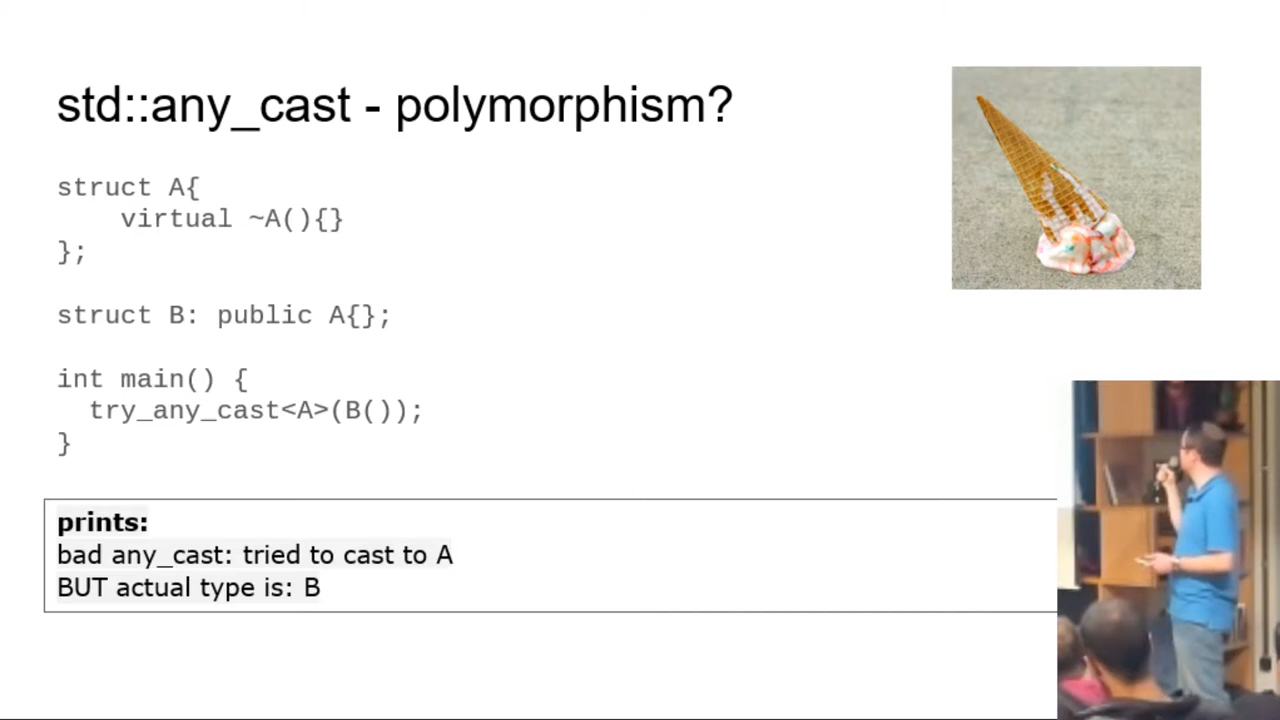 std::any_cast - polymorphism?
struct A{
    virtual ~A(){}
};
struct B: public A{};
int main() {
  try_any_cast<A>(B());
}
prints:
bad any_cast: tried to cast to A
BUT actual type is: B